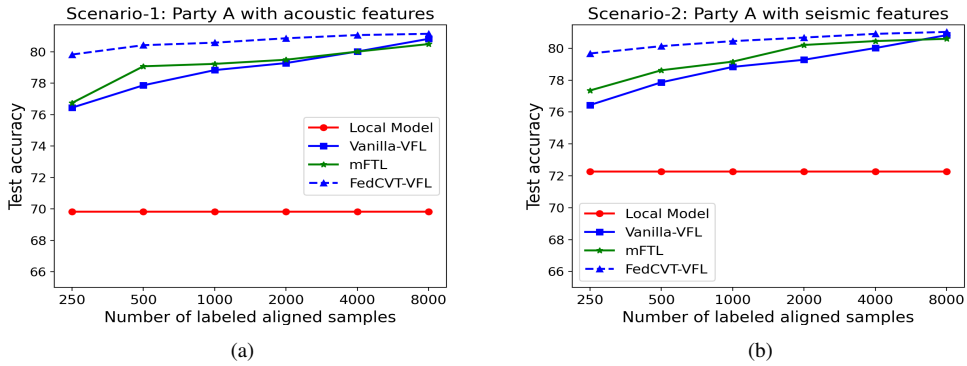 Scenario-1: Party A with acoustic features
Test accuracy
80
78
76
74
72
70
68
66
Local Model
Vanilla-VFL
mFTL
FedCVT-VFL
250 500 1000 2000 4000 8000
Number of labeled aligned samples
(a)
Scenario-2: Party A with seismic features
Test accuracy
80
78
76
74
72
70
68
66
Local Model
Vanilla-VFL
mFTL
FedCVT-VFL
250 500 1000 2000 4000 8000
Number of labeled aligned samples
(b)